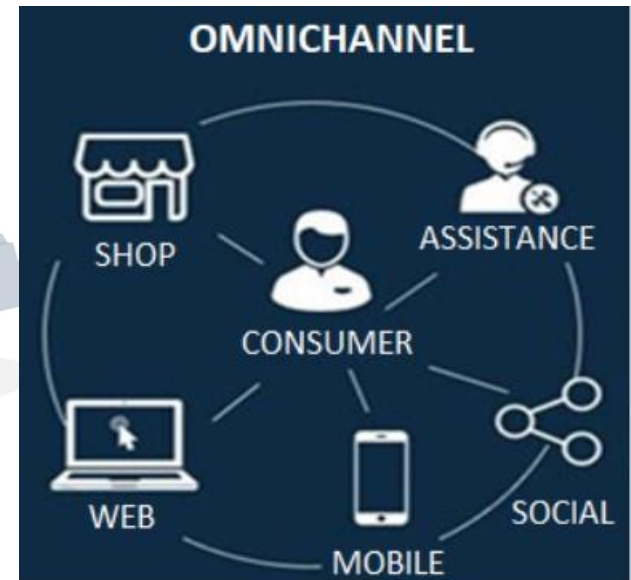 OMNICHANNEL
SHOP
ASSISTANCE
CONSUMER
WEB
MOBILE
SOCIAL